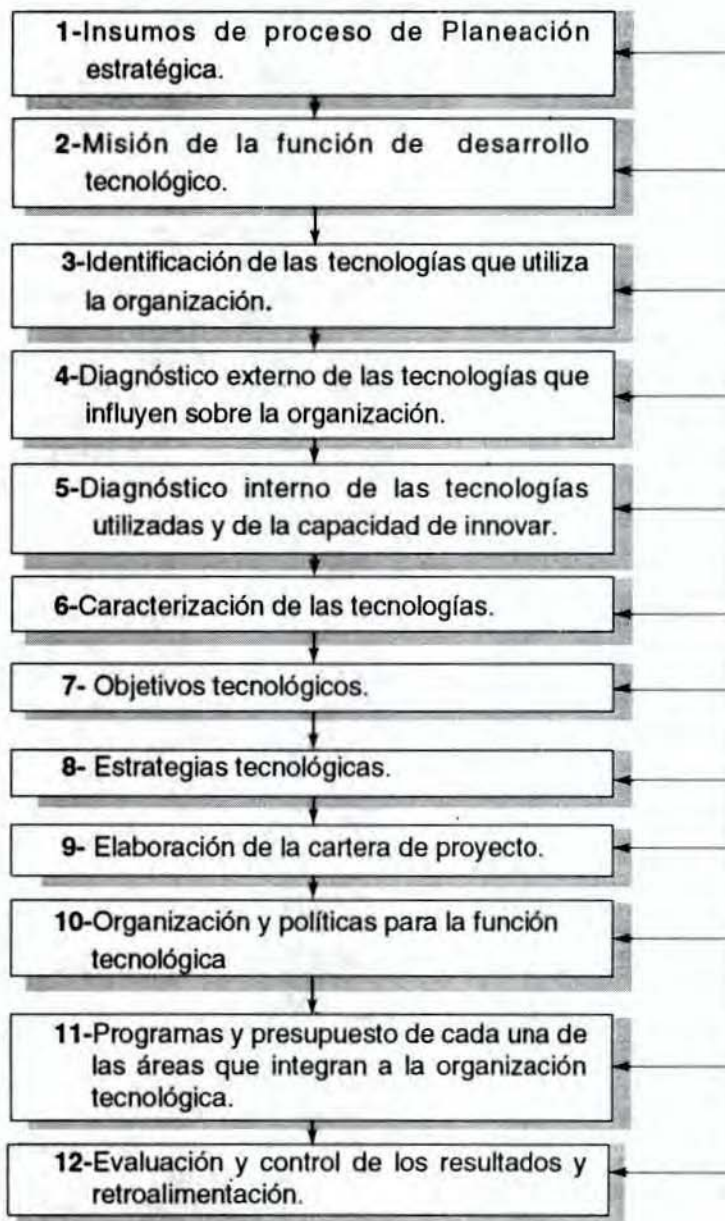 1-Insumos de proceso de Planeación
estratégica.
2-Misión de la función de desarrollo
tecnológico.
3-Identificación de las tecnologías que utiliza
la organización.
4-Diagnóstico externo de las tecnologías que
influyen sobre la organización.
5-Diagnóstico interno de las tecnologías
utilizadas y de la capacidad de innovar.
6-Caracterización de las tecnologías.
7- Objetivos tecnológicos.
8- Estrategias tecnológicas.
9- Elaboración de la cartera de proyecto.
10-Organización y políticas para la función
tecnológica
11-Programas y presupuesto de cada una de
las áreas que integran a la organización
tecnológica.
12-Evaluación y control de los resultados y
retroalimentación.